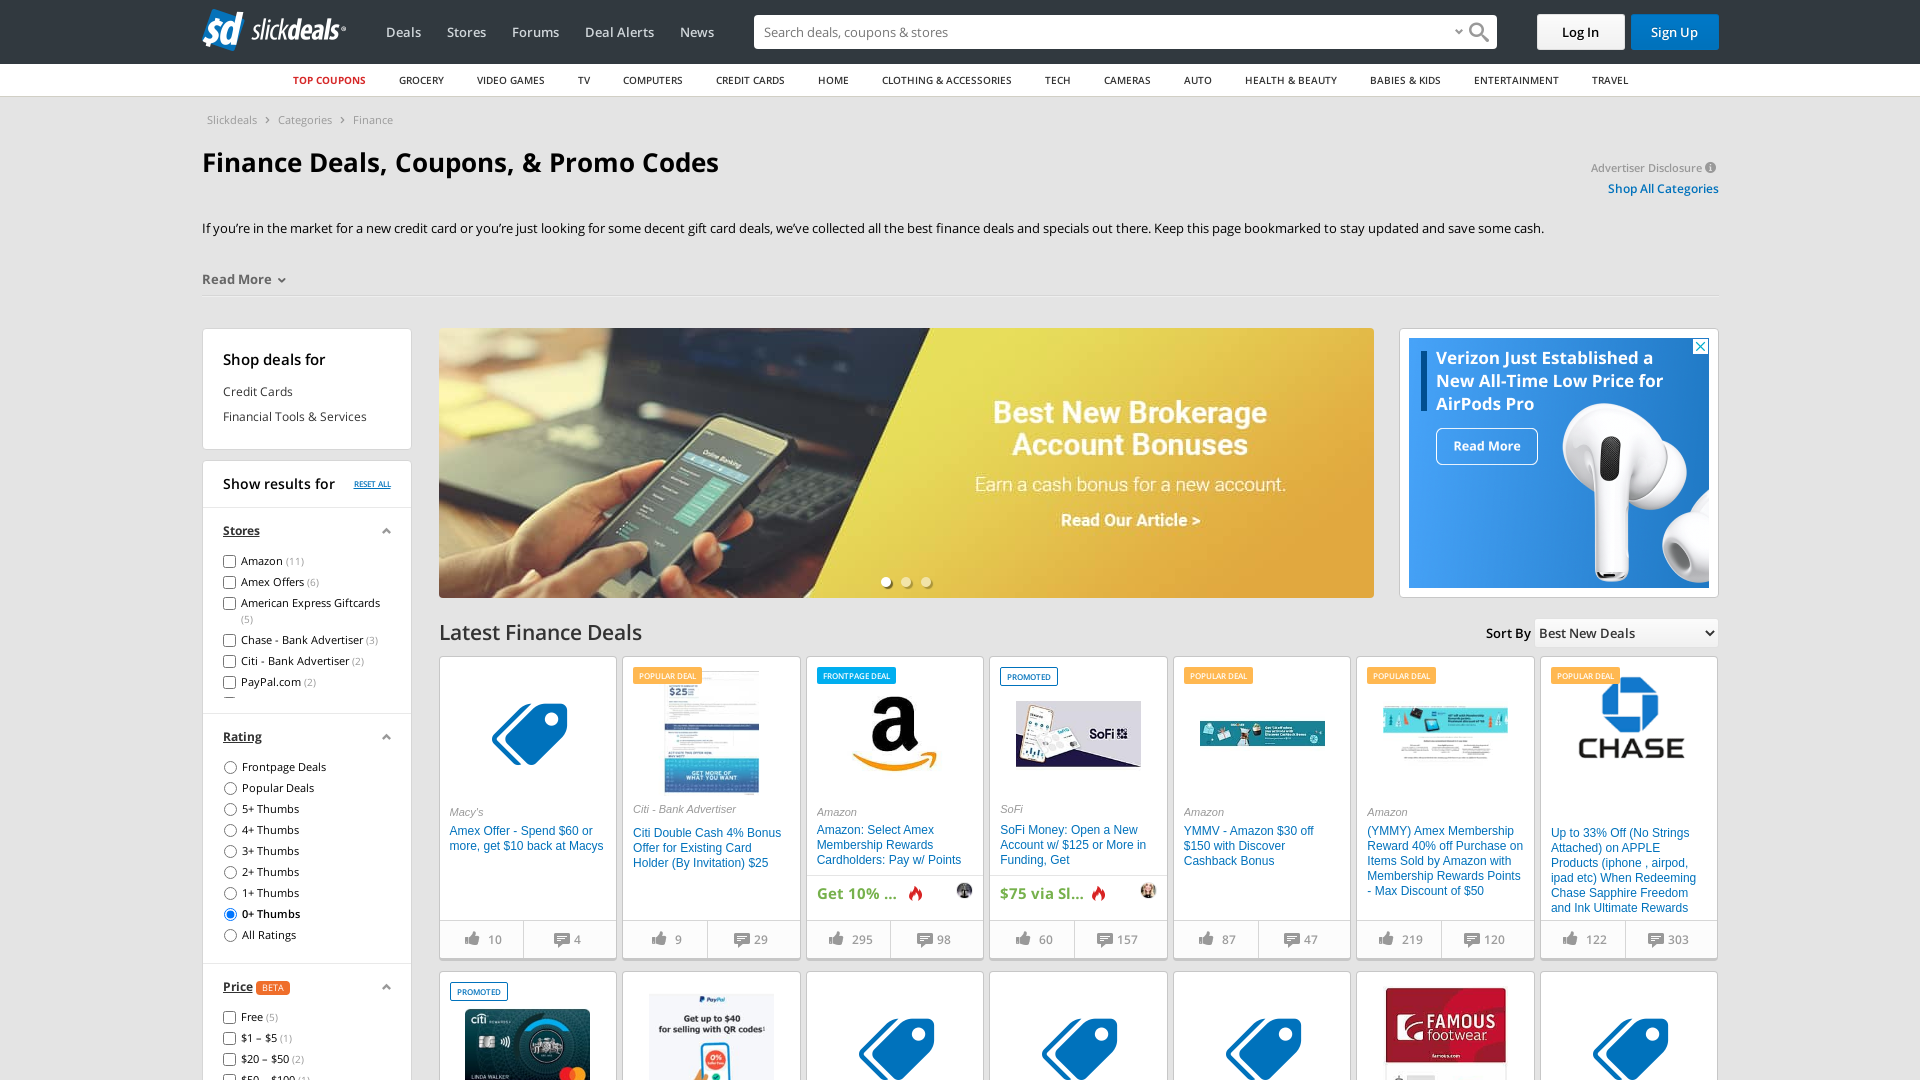 slickdeals
Deals
Stores
Forums
Deal Alerts
News
Search deals, coupons & stores
Log In
Sign Up
TOP COUPONS
GROCERY
VIDEO GAMES
TV
COMPUTERS
CREDIT CARDS
HOME
CLOTHING & ACCESSORIES
TECH
CAMERAS
AUTO
HEALTH & BEAUTY
BABIES & KIDS
ENTERTAINMENT
TRAVEL
Slickdeals > Categories > Finance
Finance Deals, Coupons, & Promo Codes
Advertiser Disclosure
Shop All Categories
If you’re in the market for a new credit card or you’re just looking for some decent gift card deals, we’ve collected all the best finance deals and specials out there. Keep this page bookmarked to stay updated and save some cash.
Read More
Shop deals for
Credit Cards
Financial Tools & Services
Show results for
RESET ALL
Stores
Amazon (11)
Amex Offers (6)
American Express Giftcards
(5)
Chase - Bank Advertiser (3)
Citi - Bank Advertiser (2)
PayPal.com (2)
Rating
Frontpage Deals
Popular Deals
5+ Thumbs
4+ Thumbs
3+ Thumbs
2+ Thumbs
1+ Thumbs
0+ Thumbs
All Ratings
Price BETA
Free (5)
$1 – $5 (1)
$20 – $50 (2)
$50 – $100 (1)
Online Banking
Best New Brokerage
Account Bonuses
Earn a cash bonus for a new account.
Read Our Article >
Verizon Just Established a
New All-Time Low Price for
AirPods Pro
Read More
Latest Finance Deals
Sort By Best New Deals
Macy's
Amex Offer - Spend $60 or
more, get $10 back at Macys
10
4
POPULAR DEAL
$25
GET MORE OF
WHAT YOU WANT
Citi - Bank Advertiser
Citi Double Cash 4% Bonus
Offer for Existing Card
Holder (By Invitation) $25
9
29
FRONTPAGE DEAL
Amazon
Amazon: Select Amex
Membership Rewards
Cardholders: Pay w/ Points
Get 10% ...
295
98
PROMOTED
SoFi
SoFi
SoFi Money: Open a New
Account w/ $125 or More in
Funding, Get
$75 via Sl...
60
157
POPULAR DEAL
Amazon
YMMV - Amazon $30 off
$150 with Discover
Cashback Bonus
87
47
POPULAR DEAL
Amazon
(YMMY) Amex Membership
Reward 40% off Purchase on
Items Sold by Amazon with
Membership Rewards Points
- Max Discount of $50
219
120
POPULAR DEAL
CHASE
Up to 33% Off (No Strings
Attached) on APPLE
Products (iphone , airpod,
ipad etc) When Redeeming
Chase Sapphire Freedom
and Ink Ultimate Rewards
122
303
PROMOTED
citi
LINDA WALKER
PayPal
Get up to $40
for selling with QR codes
0%
FAMOUS
footwear
famous.com